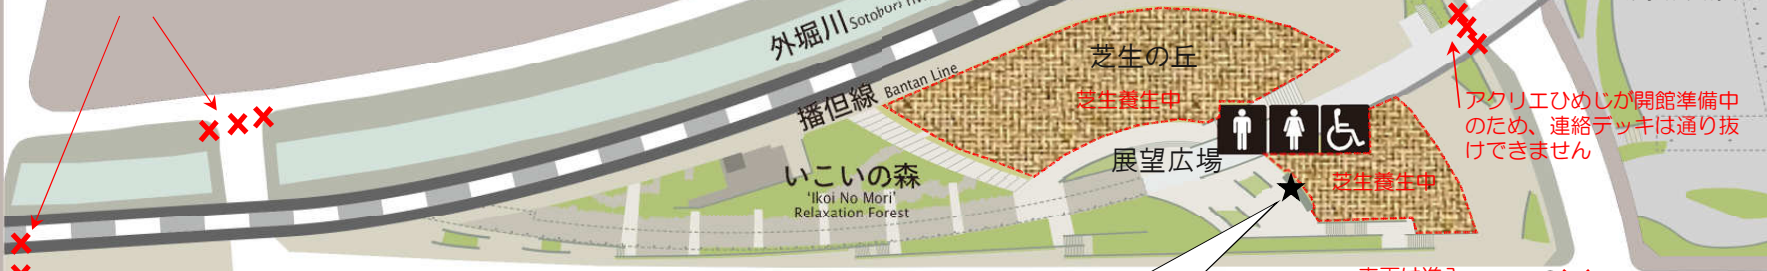 外堀川
芝生の丘
播但線 Bantan Line
芝生養生中
アクリエひめじが開館準備中
のため、連絡デッキは通り抜
けできません
展望広場
いこいの森
'Ikoi No Mori'
Relaxation Forest
芝生養生中